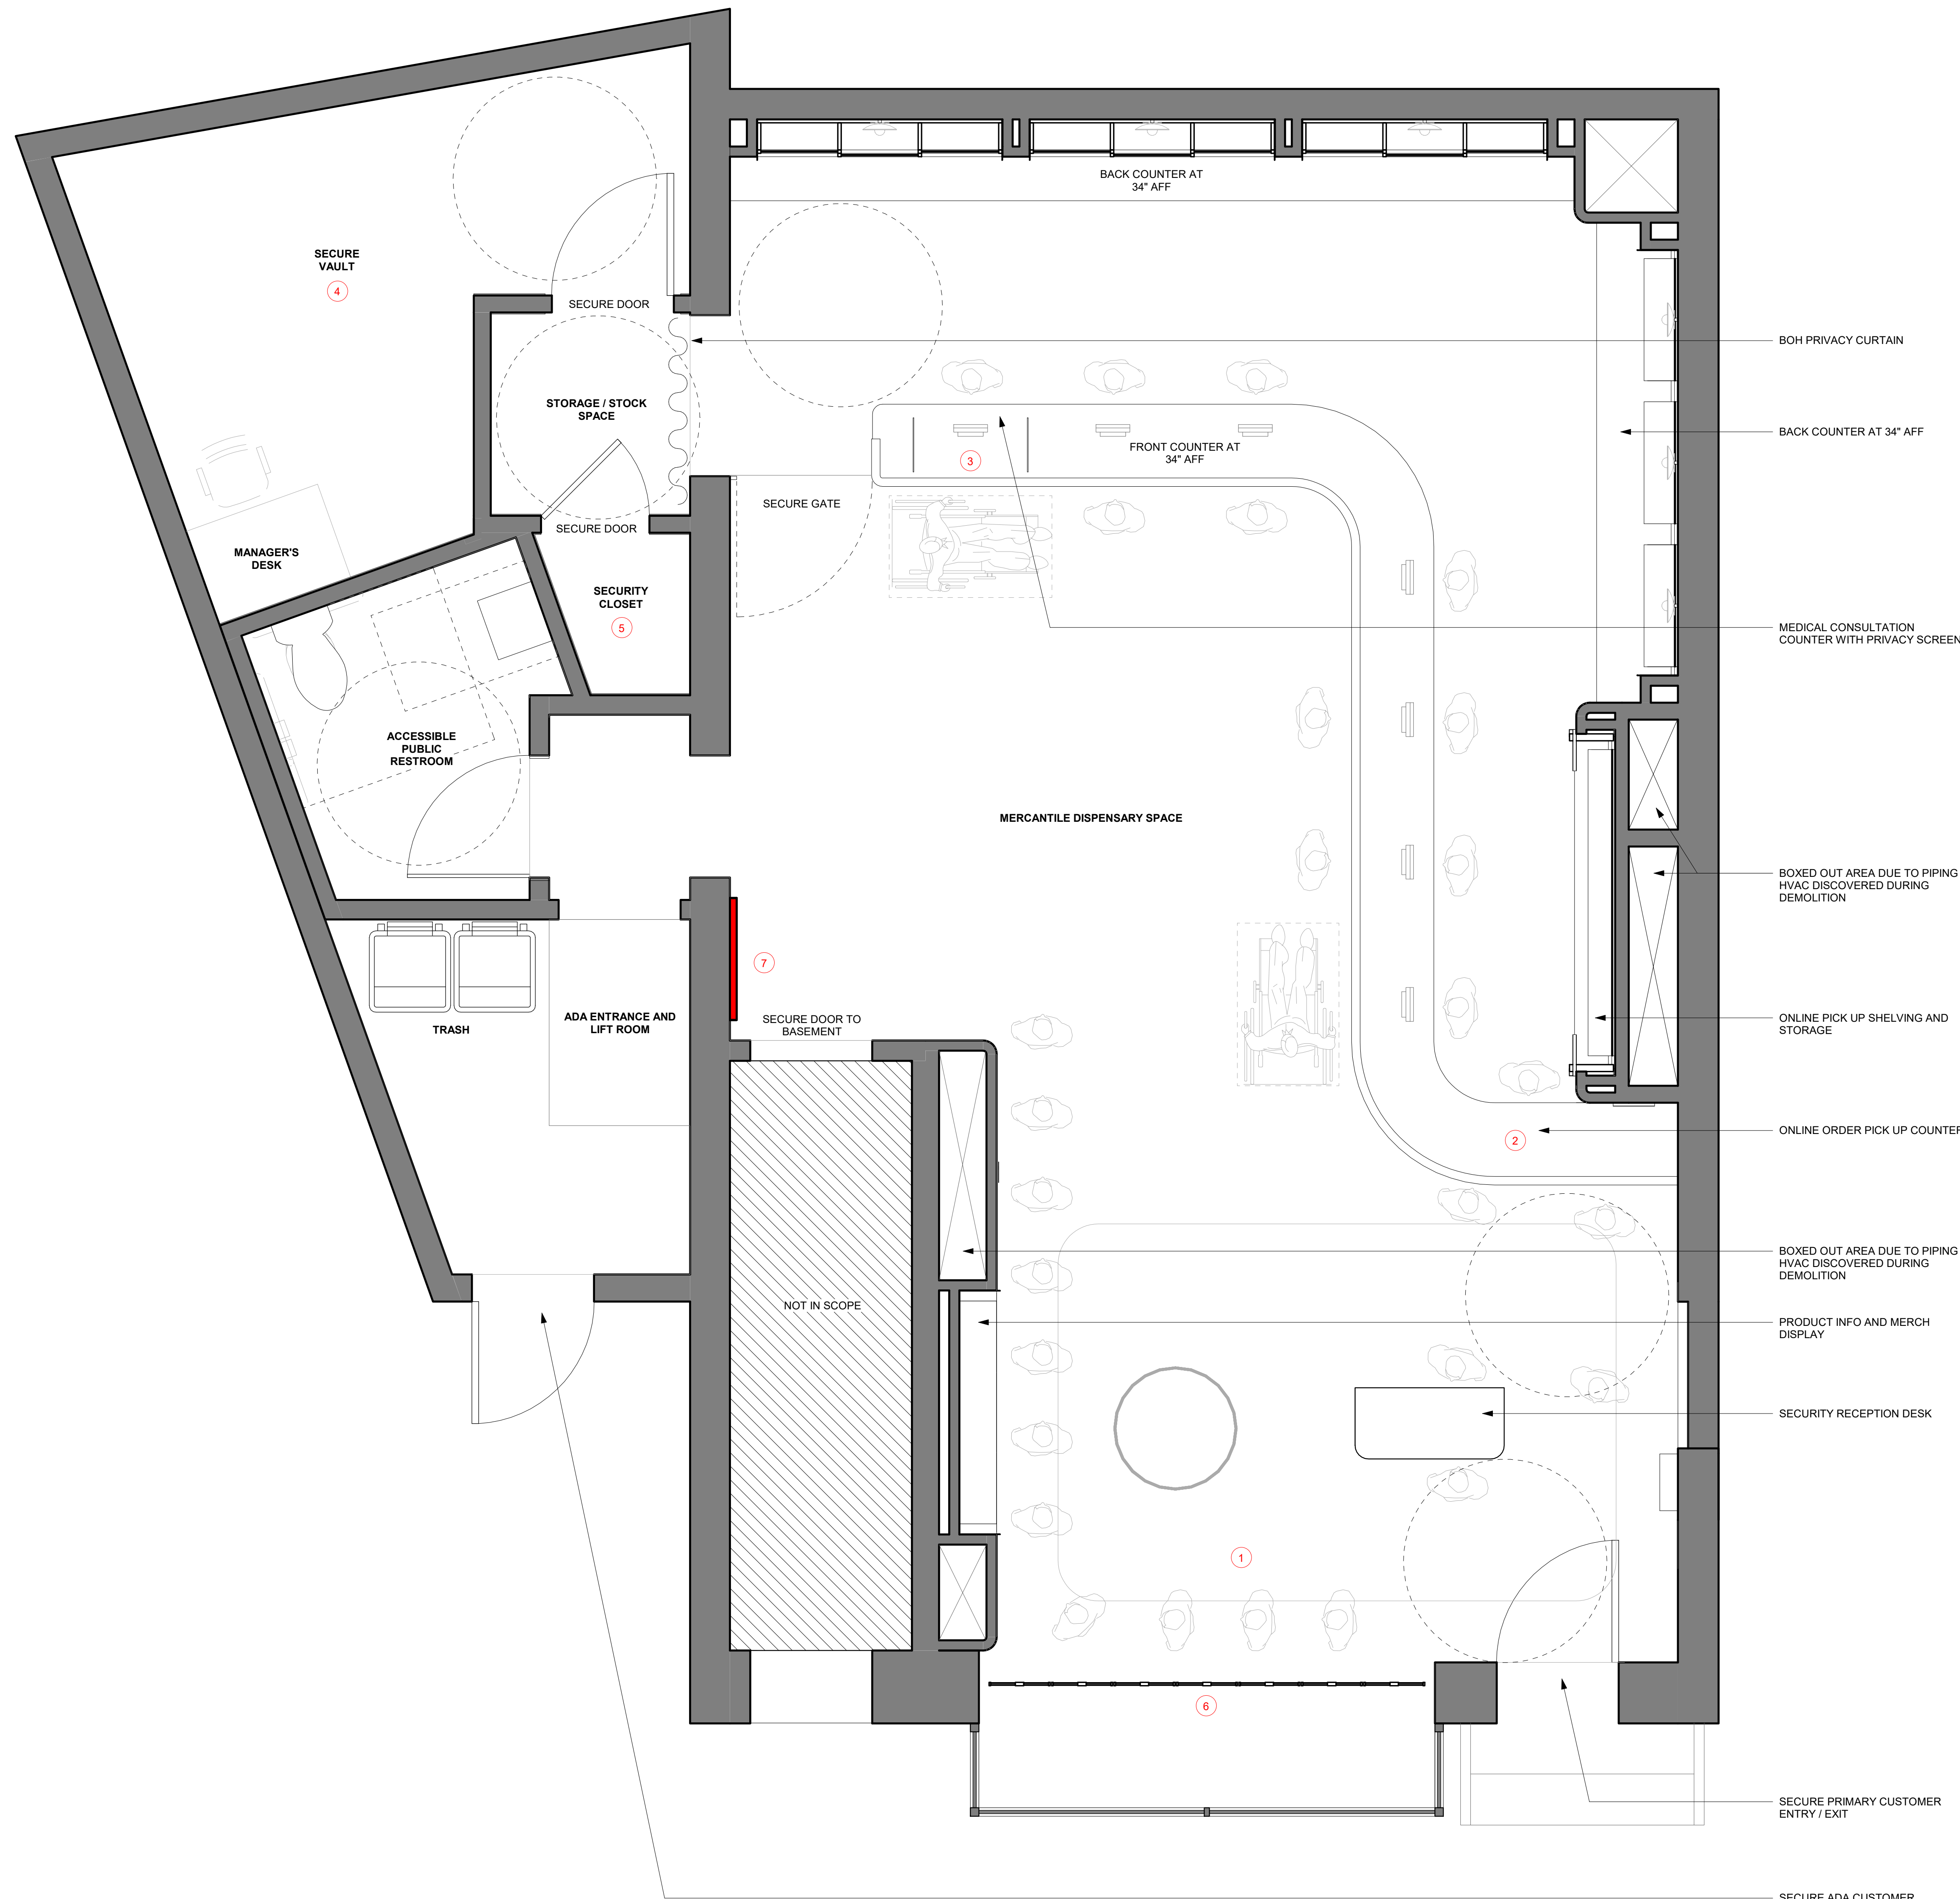 BACK COUNTER AT
34" AFF
SECURE
VAULT
4
SECURE DOOR
BOH PRIVACY CURTAIN
STORAGE / STOCK
SPACE
BACK COUNTER AT 34" AFF
3
FRONT COUNTER AT
34" AFF
SECURE GATE
SECURE DOOR
MANAGER'S
DESK
SECURITY
CLOSET
5
MEDICAL CONSULTATION
COUNTER WITH PRIVACY SCREEN
ACCESSIBLE
PUBLIC
RESTROOM
MERCANTILE DISPENSARY SPACE
BOXED OUT AREA DUE TO PIPING
HVAC DISCOVERED DURING
DEMOLITION
7
TRASH
ADA ENTRANCE AND
LIFT ROOM
SECURE DOOR TO
BASEMENT
ONLINE PICK UP SHELVING AND
STORAGE
2
ONLINE ORDER PICK UP COUNTER
BOXED OUT AREA DUE TO PIPING
HVAC DISCOVERED DURING
DEMOLITION
NOT IN SCOPE
PRODUCT INFO AND MERCH
DISPLAY
SECURITY RECEPTION DESK
1
6
SECURE PRIMARY CUSTOMER
ENTRY / EXIT
SECURE ADA CUSTOMER